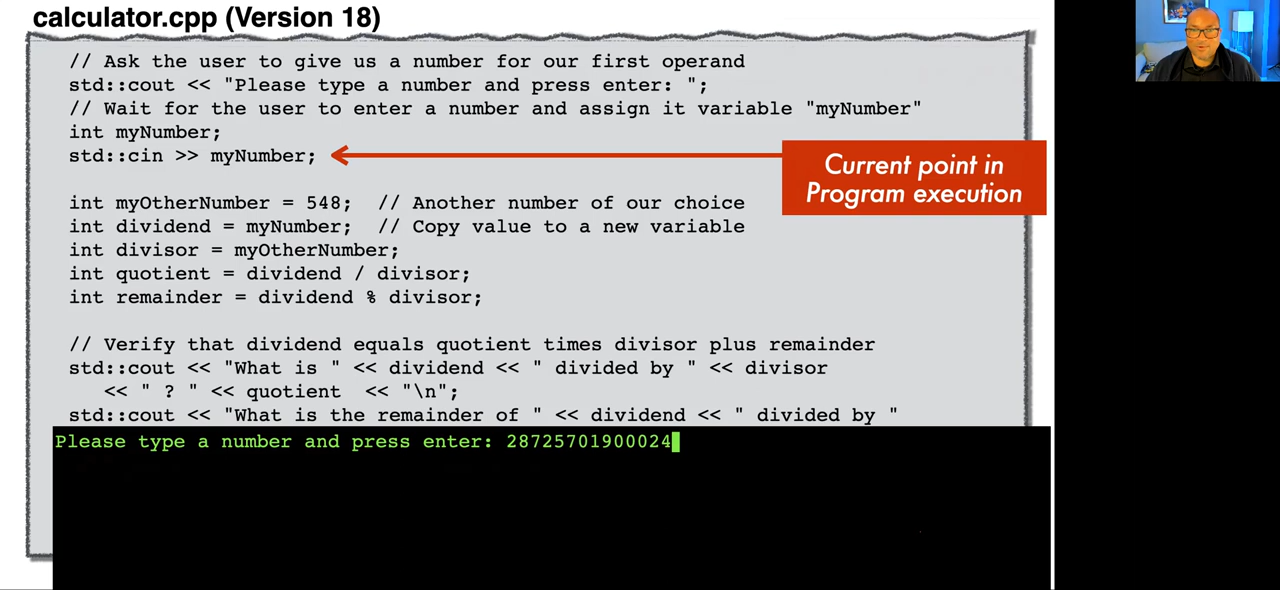 calculator.cpp (Version 18)
// Ask the user to give us a number for our first operand
std::cout << "Please type a number and press enter: ";
// Wait for the user to enter a number and assign it variable "myNumber"
int myNumber;
std::cin >> myNumber;
Current point in
Program execution
int myOtherNumber = 548;  // Another number of our choice
int dividend = myNumber;  // Copy value to a new variable
int divisor = myOtherNumber;
int quotient = dividend / divisor;
int remainder = dividend % divisor;
// Verify that dividend equals quotient times divisor plus remainder
std::cout << "What is " << dividend << " divided by " << divisor
   << " ? " << quotient  << "\n";
std::cout << "What is the remainder of " << dividend << " divided by "
Please type a number and press enter: 28725701900024